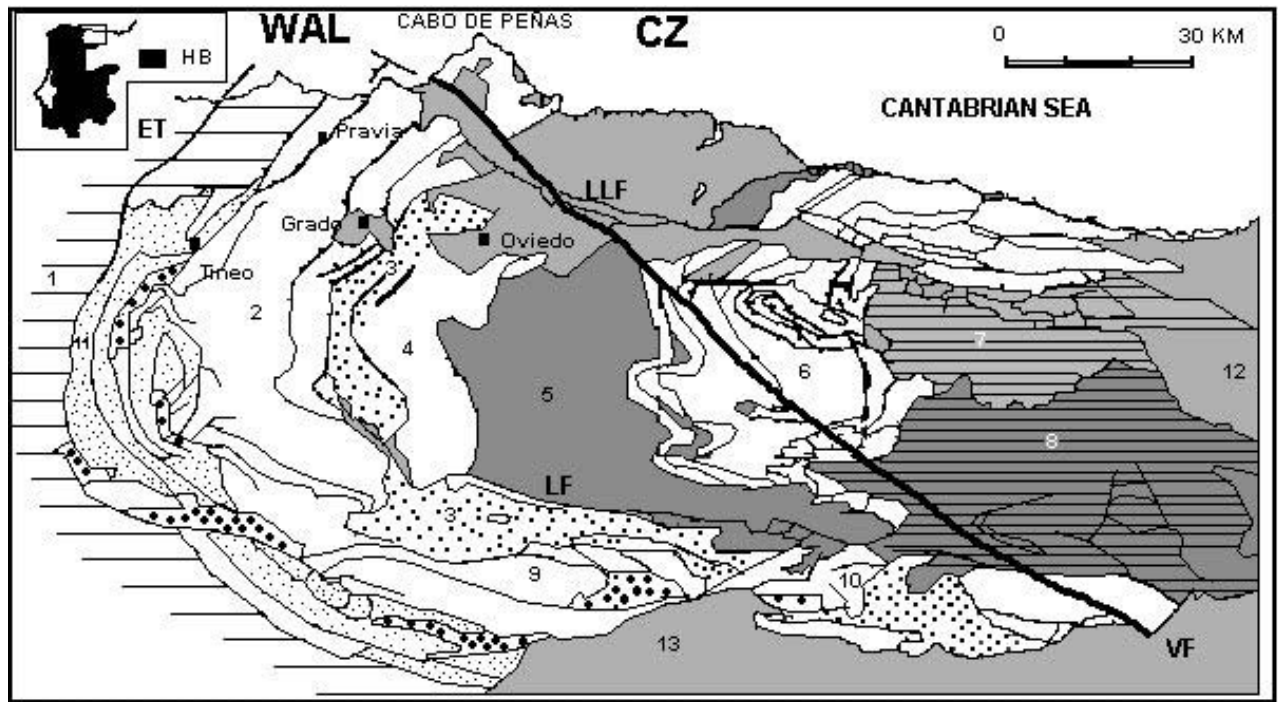 WAL
CABO DE PEÑAS
CZ
0 30 KM
HB
CANTABRIAN SEA
ET
Pravia
LLF
Grado
Oviedo
3
Tineo
1
2
7
12
4
6
11
5
8
LF
3
9
10
13
VF